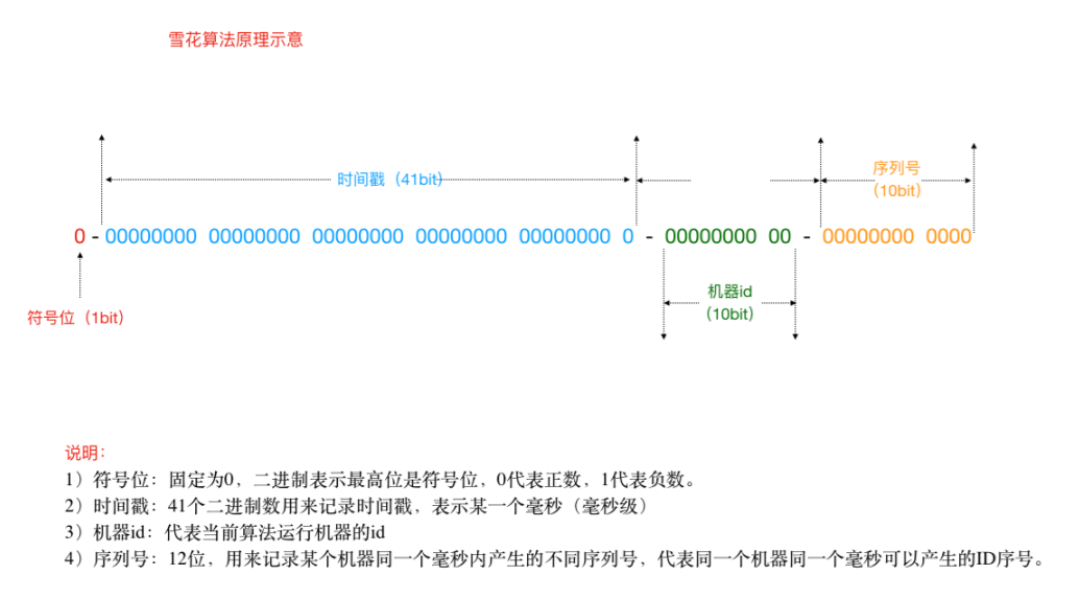 雪花算法原理示意
时间戳（41bit）
序列号
（10bit）
0 - 00000000 00000000 00000000 00000000 00000000 0 - 00000000 00 - 00000000 0000
机器id
（10bit）
符号位（1bit）
说明：
1）符号位：固定为0，二进制表示最高位是符号位，0代表正数，1代表负数。
2）时间戳：41个二进制数用来记录时间戳，表示某一个毫秒（毫秒级）
3）机器id：代表当前算法运行机器的id
4）序列号：12位，用来记录某个机器同一个毫秒内产生的不同序列号，代表同一个机器同一个毫秒可以产生的ID序号。